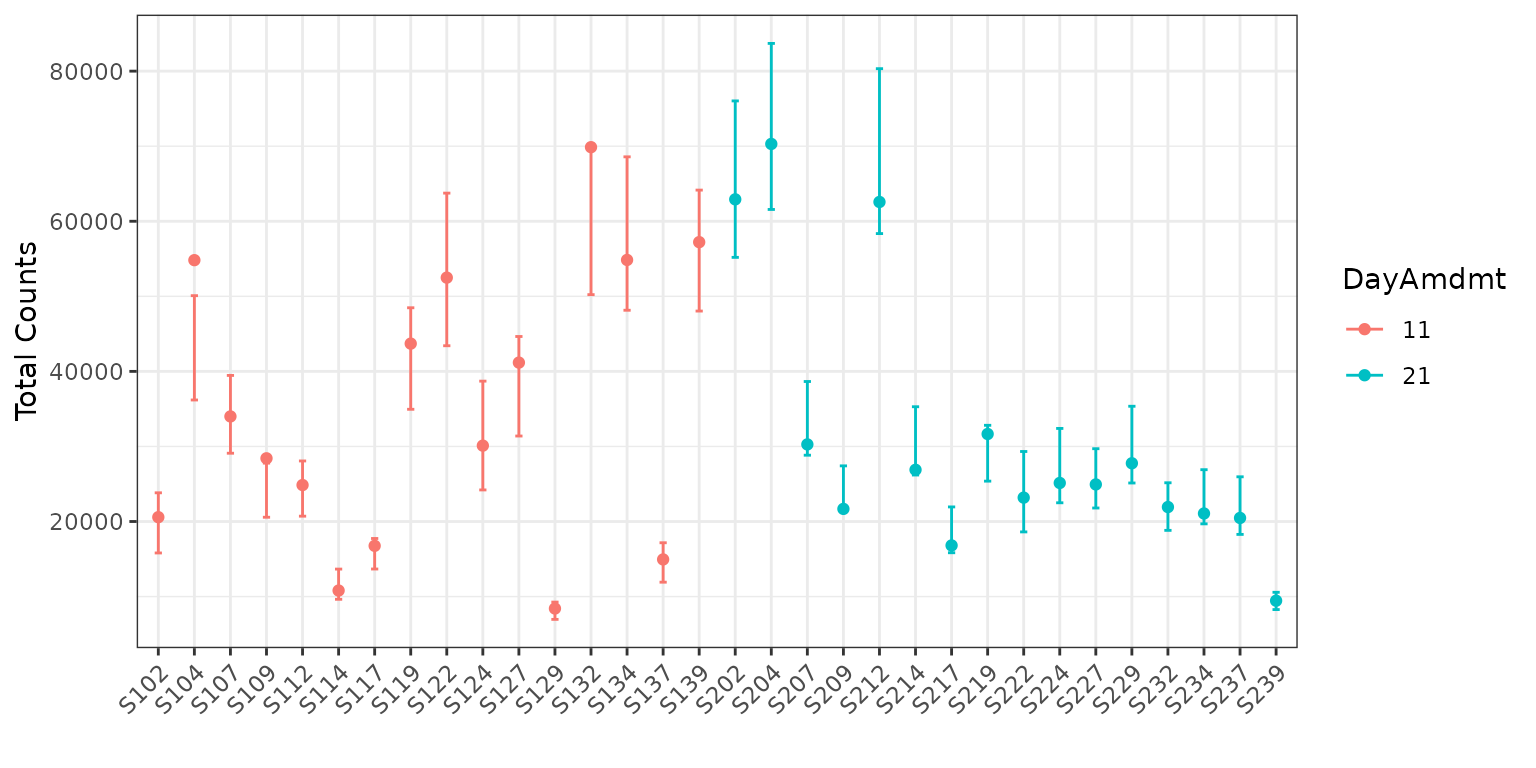 80000
60000
40000
20000
Total Counts
S102
S104
S107
S109
S112
S114
S117
S119
S122
S124
S127
S129
S132
S134
S137
S139
S202
S204
S207
S209
S212
S214
S217
S219
S222
S224
S227
S229
S232
S234
S237
S239
DayAmdmt
11
21